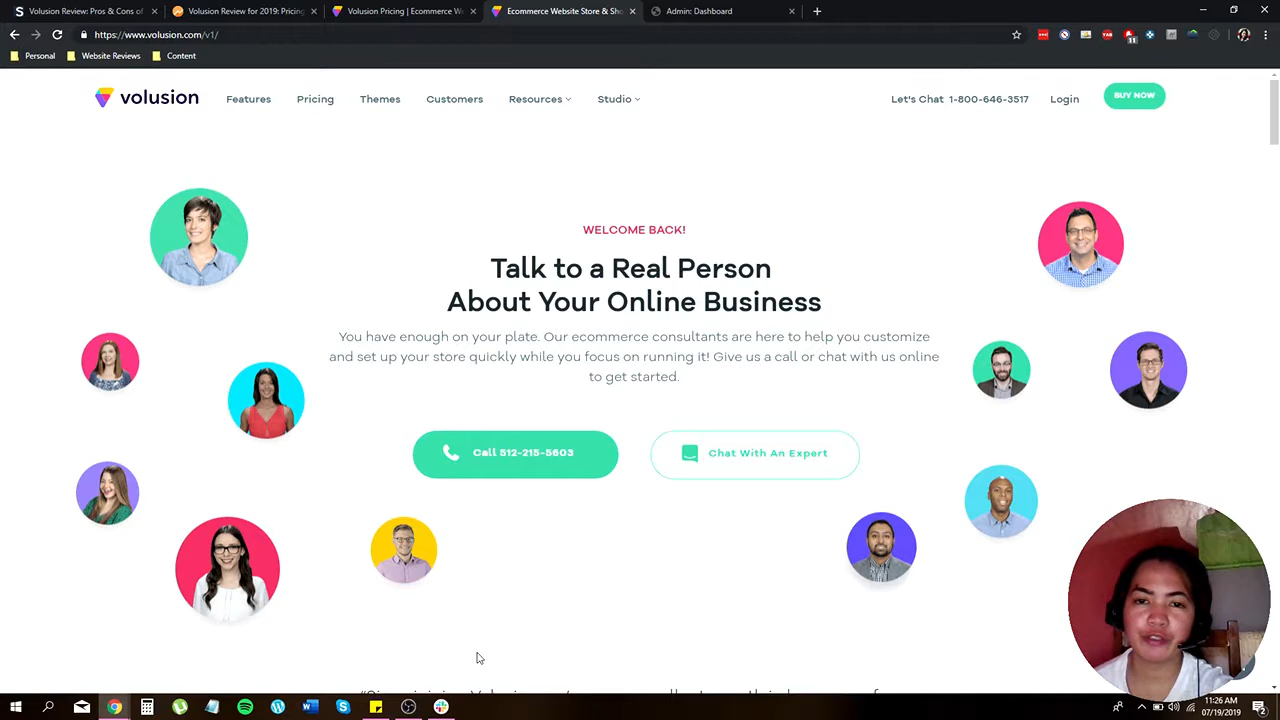 Volusion Review: Pros & Cons of
Volusion Review for 2019: Pricing
Volusion Pricing | Ecommerce W
Ecommerce Website Store & Sho
Admin: Dashboard
https://www.volusion.com/v1/
11
Personal
Website Reviews
Content
volusion
Features
Pricing
Themes
Customers
Resources
Studio
Let's Chat 1-800-646-3517
Login
BUY NOW
WELCOME BACK!
Talk to a Real Person
About Your Online Business
You have enough on your plate. Our ecommerce consultants are here to help you customize
and set up your store quickly while you focus on running it! Give us a call or chat with us online
to get started.
Call 512-215-5603
Chat With An Expert
11:26 AM
07/19/2019
2